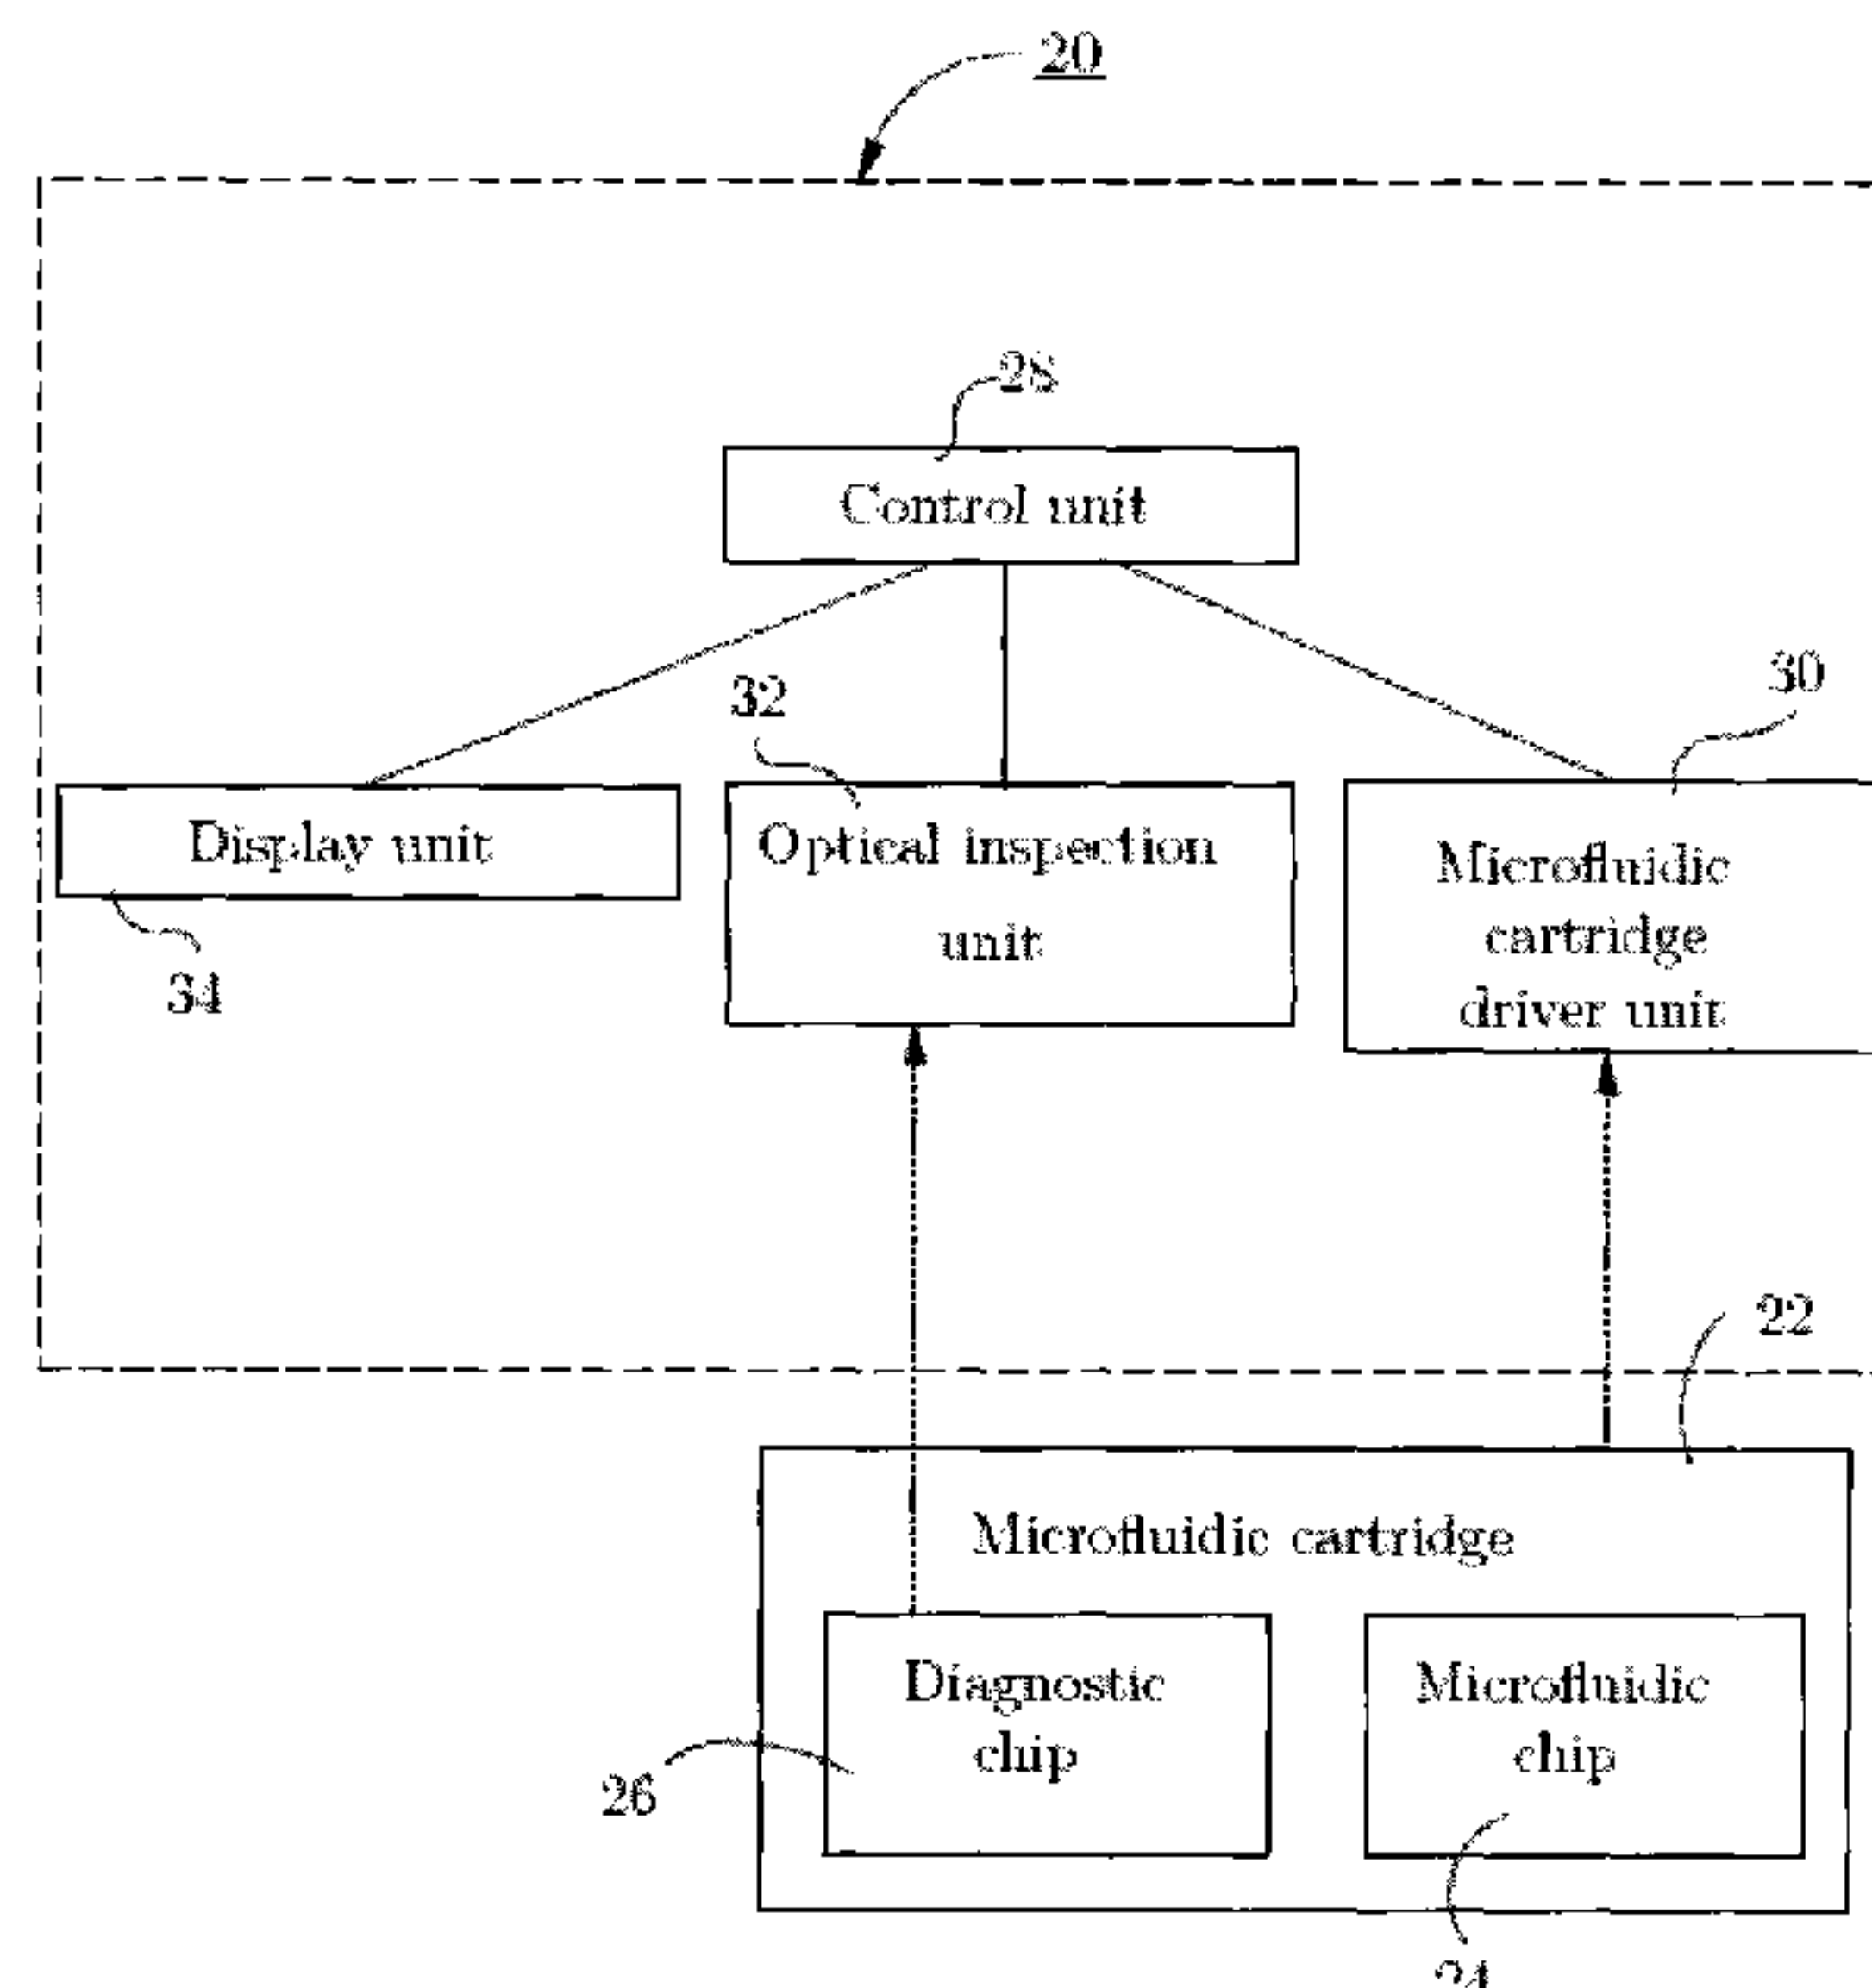 20
28
Control unit
30
32
Display unit
Optical inspection
unit
Microfluidic
cartridge
driver unit
34
22
Microfluidic cartridge
Diagnostic
chip
Microfluidic
chip
26
24